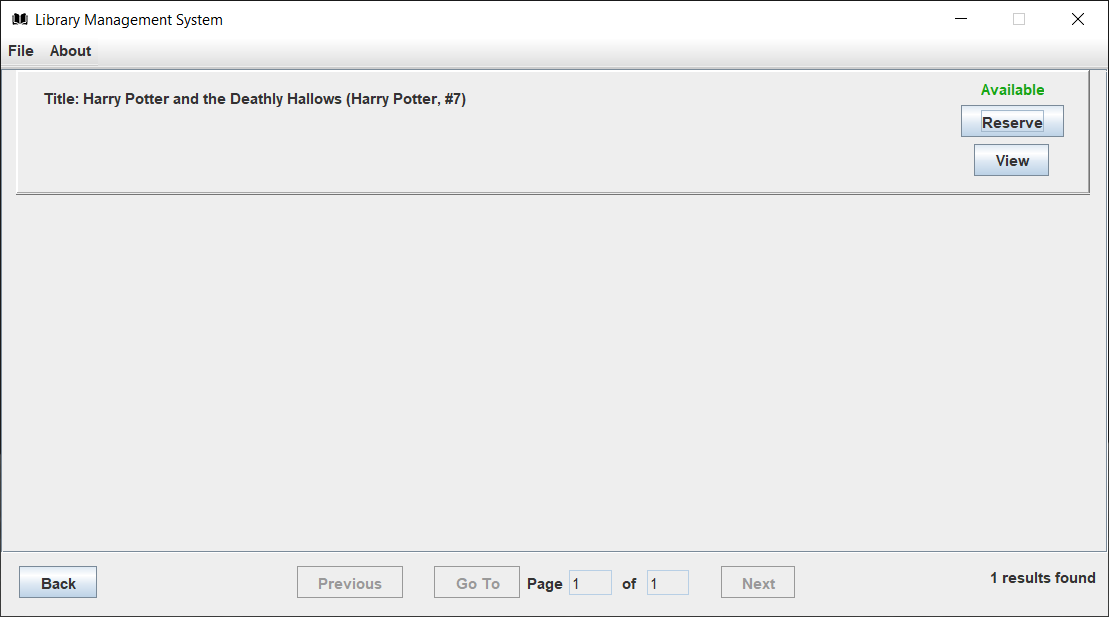 Library Management System
File About
Available
Title: Harry Potter and the Deathly Hallows (Harry Potter, #7)
Reserve
View
Back Previous Go To Page 1 of 1 Next 1 results found